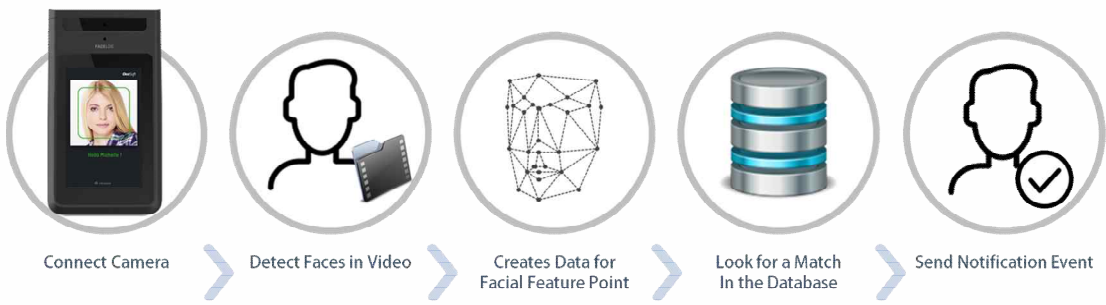 Connect Camera
Detect Faces in Video
Creates Data for
Facial Feature Point
Look for a Match
In the Database
Send Notification Event